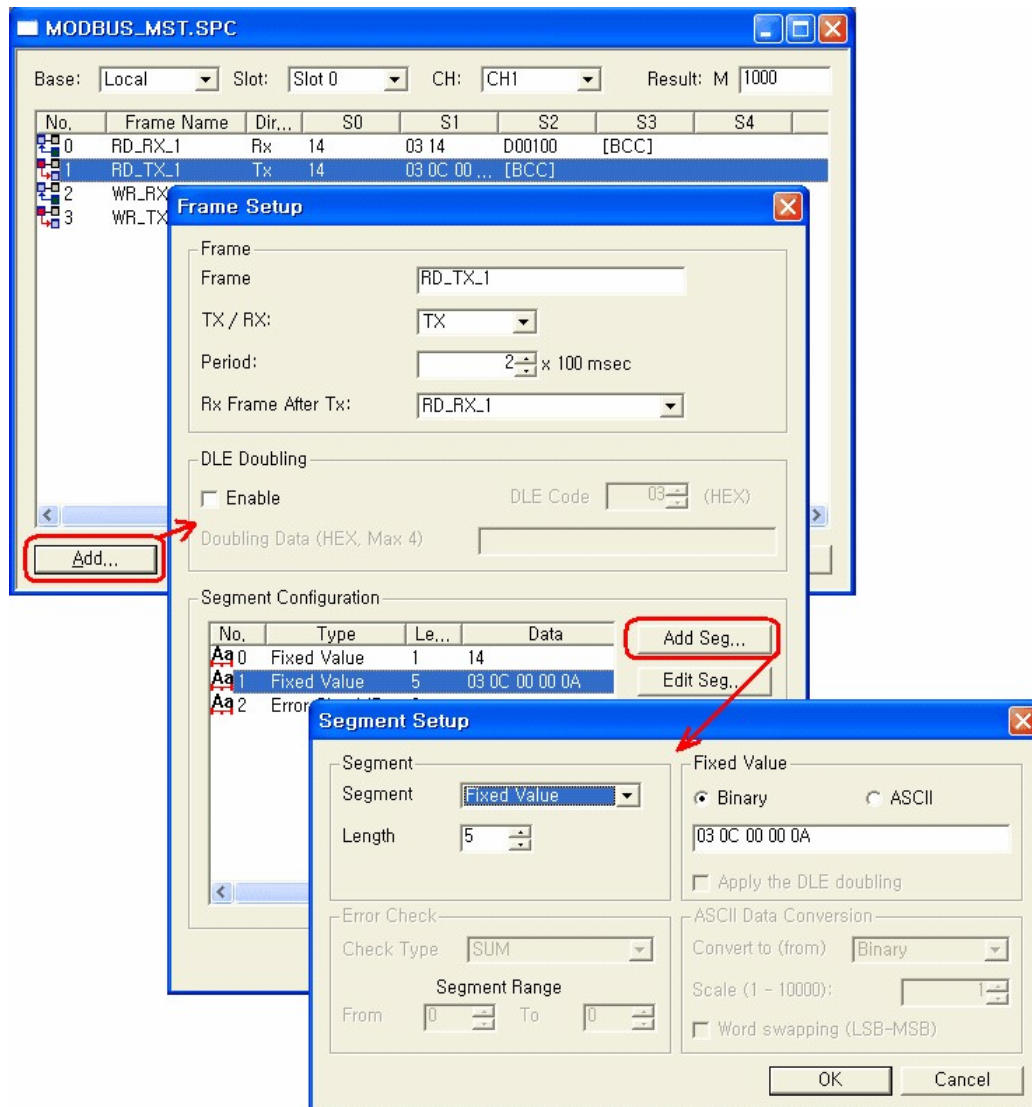 MODBUS_MST.SPC
Base: Local Slot: Slot 0 CH: CH1 Result: M 1000
No. Frame Name Dir... S0 S1 S2 S3 S4
0 RD_RX_1 Rx 14 03 14 D00100 [BCC]
1 RD_TX_1 Tx 14 03 0C 00 ... [BCC]
2 WR_RX
3 WR_TX
Add...
Frame Setup
Frame
Frame RD_TX_1
TX / RX: TX
Period: 2 x 100 msec
Rx Frame After Tx: RD_RX_1
DLE Doubling
Enable DLE Code 03 (HEX)
Doubling Data (HEX, Max 4)
Segment Configuration
No. Type Le... Data
Aa 0 Fixed Value 1 14
Aa 1 Fixed Value 5 03 0C 00 00 0A
Aa 2 Error
Add Seg...
Edit Seg...
Segment Setup
Segment
Segment Fixed Value
Length 5
Fixed Value
Binary ASCII
03 0C 00 00 0A
Apply the DLE doubling
Error Check
Check Type SUM
Segment Range
From 0 To 0
ASCII Data Conversion
Convert to (from) Binary
Scale (1 - 10000): 1
Word swapping (LSB-MSB)
OK Cancel